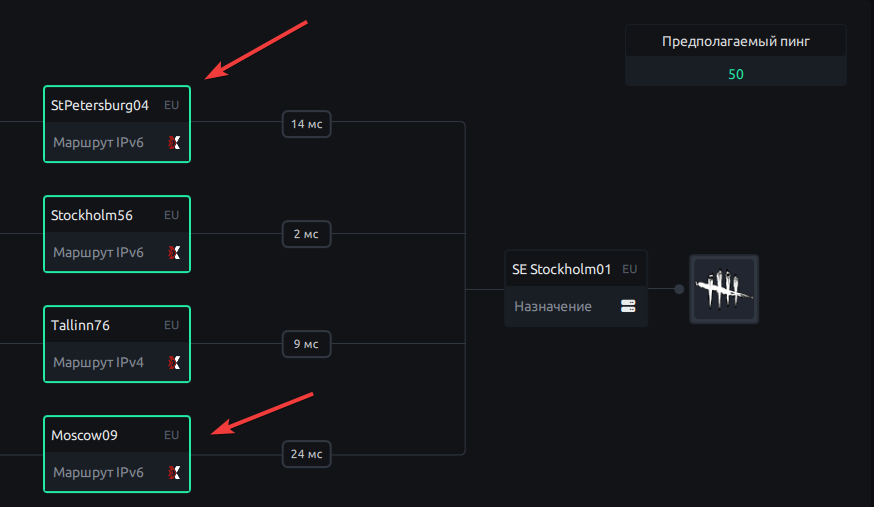 Предполагаемый пинг
50
StPetersburg04 EU
Маршрут IPv6
14 мс
Stockholm56 EU
Маршрут IPv6
2 мс
SE Stockholm01 EU
Назначение
Tallinn76 EU
Маршрут IPv4
9 мс
Moscow09 EU
Маршрут IPv6
24 мс